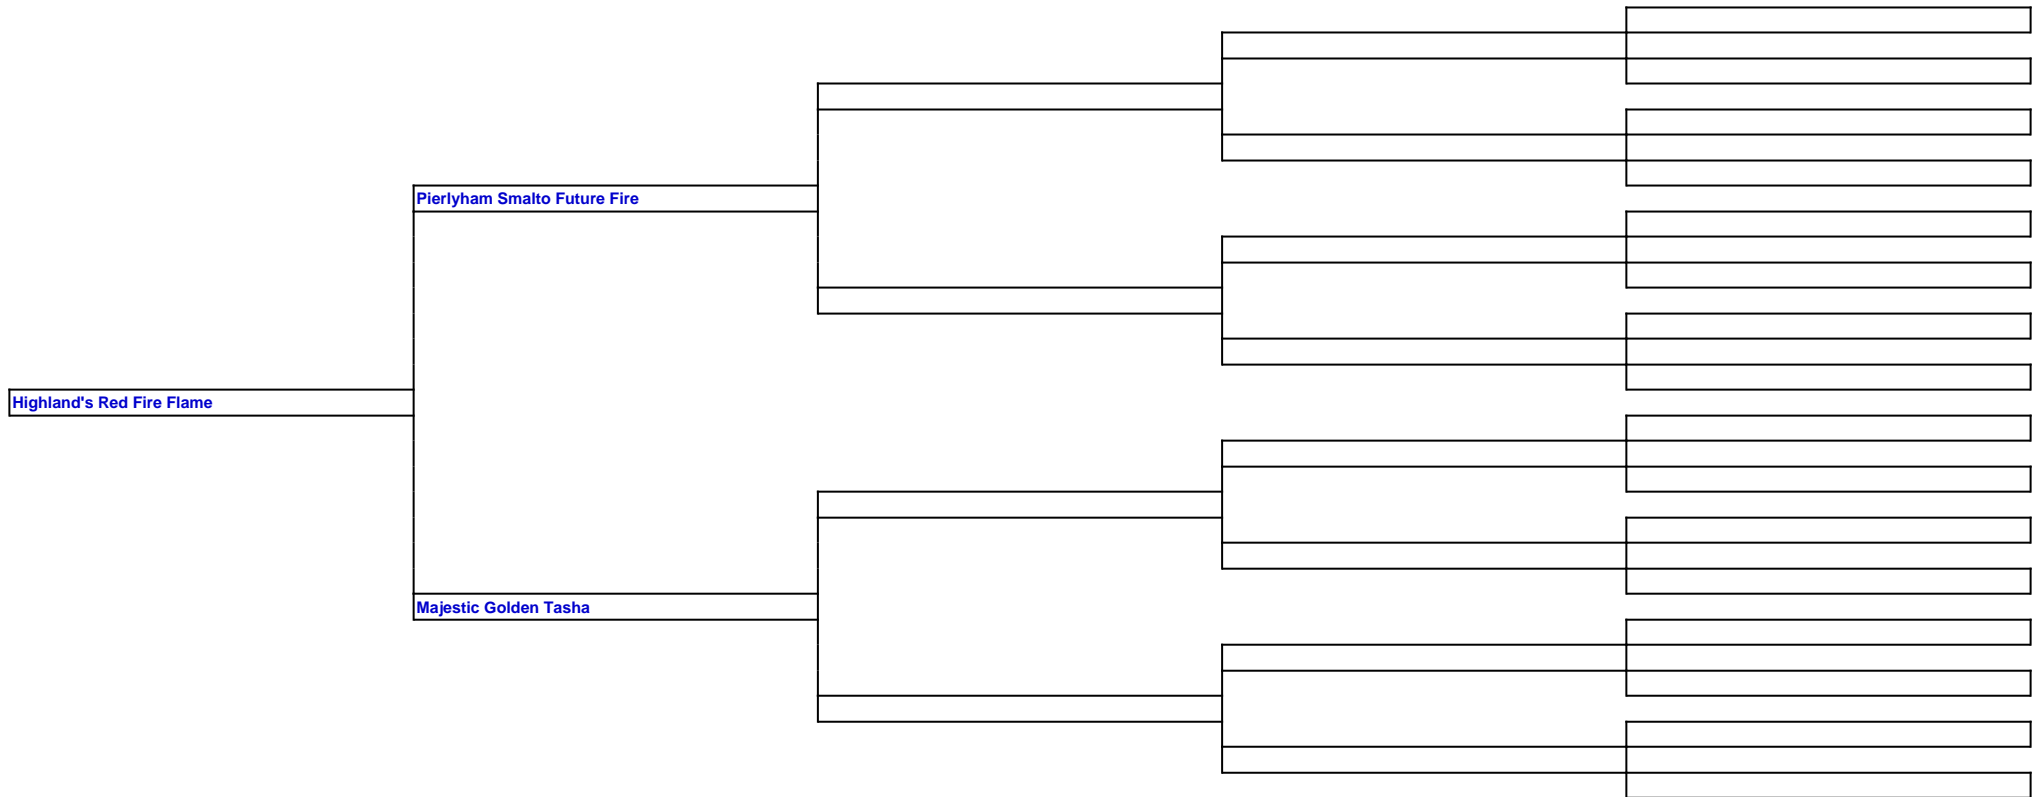 Pierlyham Smalto Future Fire
Highland's Red Fire Flame
Majestic Golden Tasha